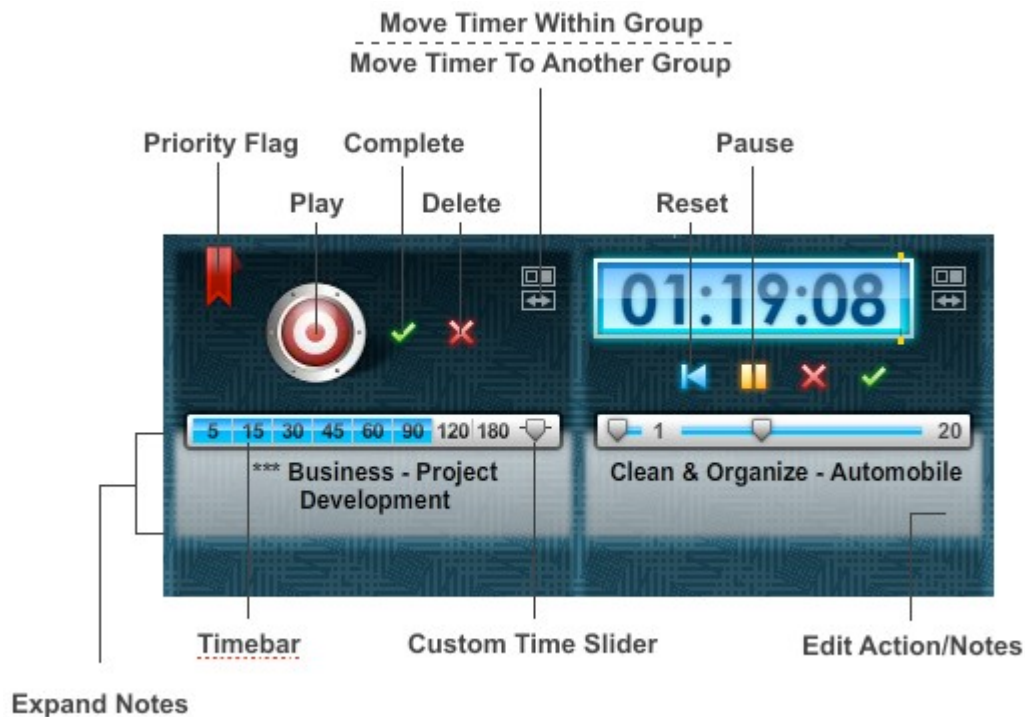 Move Timer Within Group
Move Timer To Another Group
Priority Flag
Complete
Pause
Play
Delete
Reset
01:19:08
5 15 30 45 60 90 120 180
1 20
*** Business - Project
Development
Clean & Organize - Automobile
Timebar
Custom Time Slider
Edit Action/Notes
Expand Notes